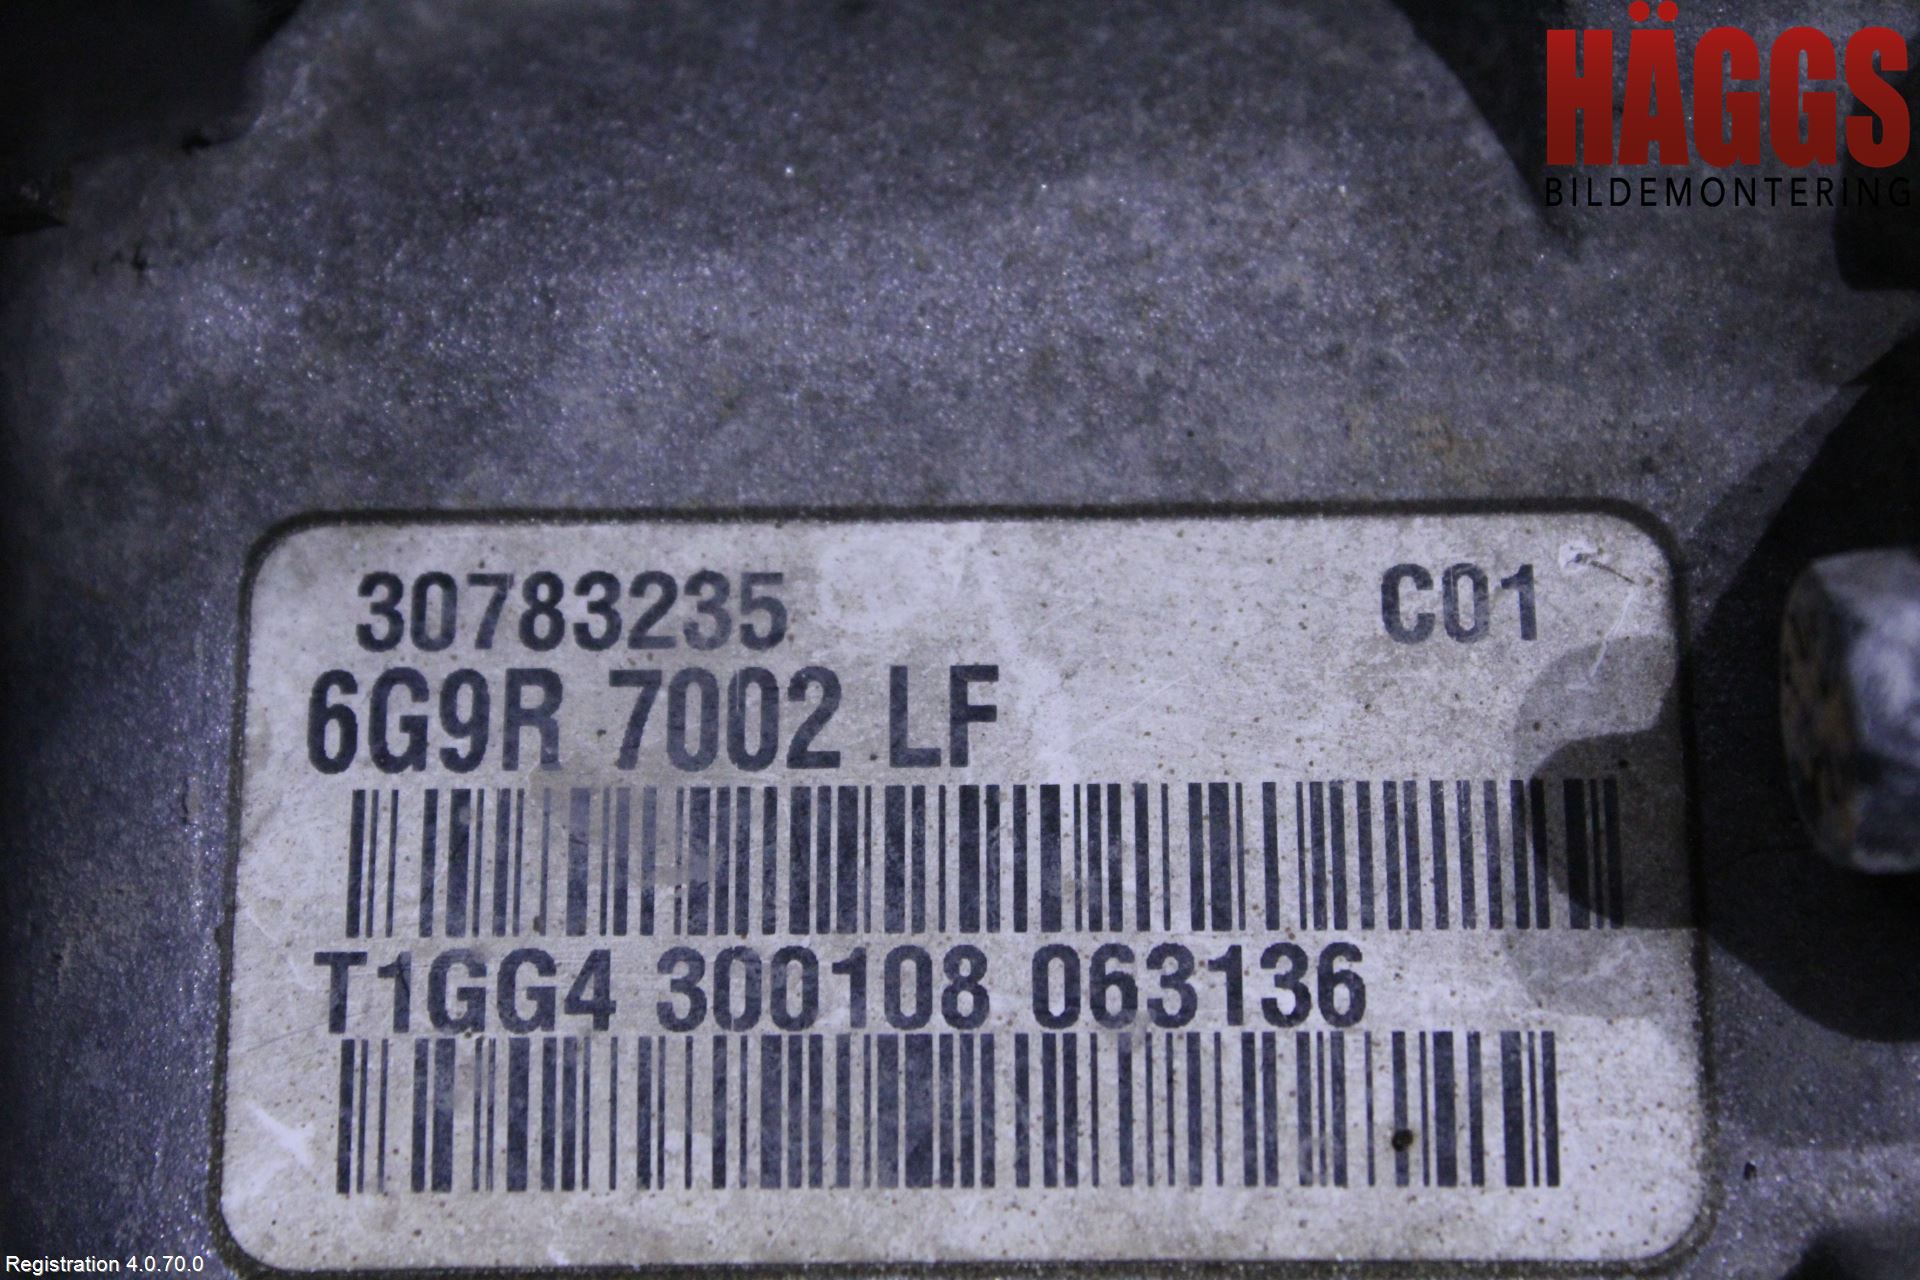 HÄGGS
BILDEMONTERING
30783235 C01
6G9R 7002 LF
T1GG4 300108 063136
Registration 4.0.70.0